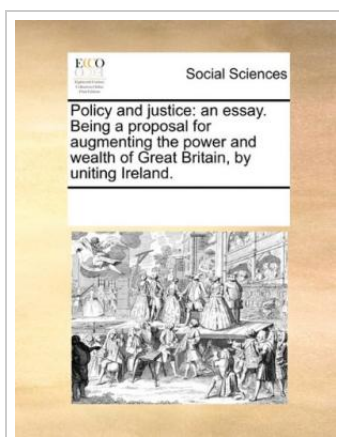 ECCO
Social Sciences
Policy and justice: an essay.
Being a proposal for
augmenting the power and
wealth of Great Britain, by
uniting Ireland.